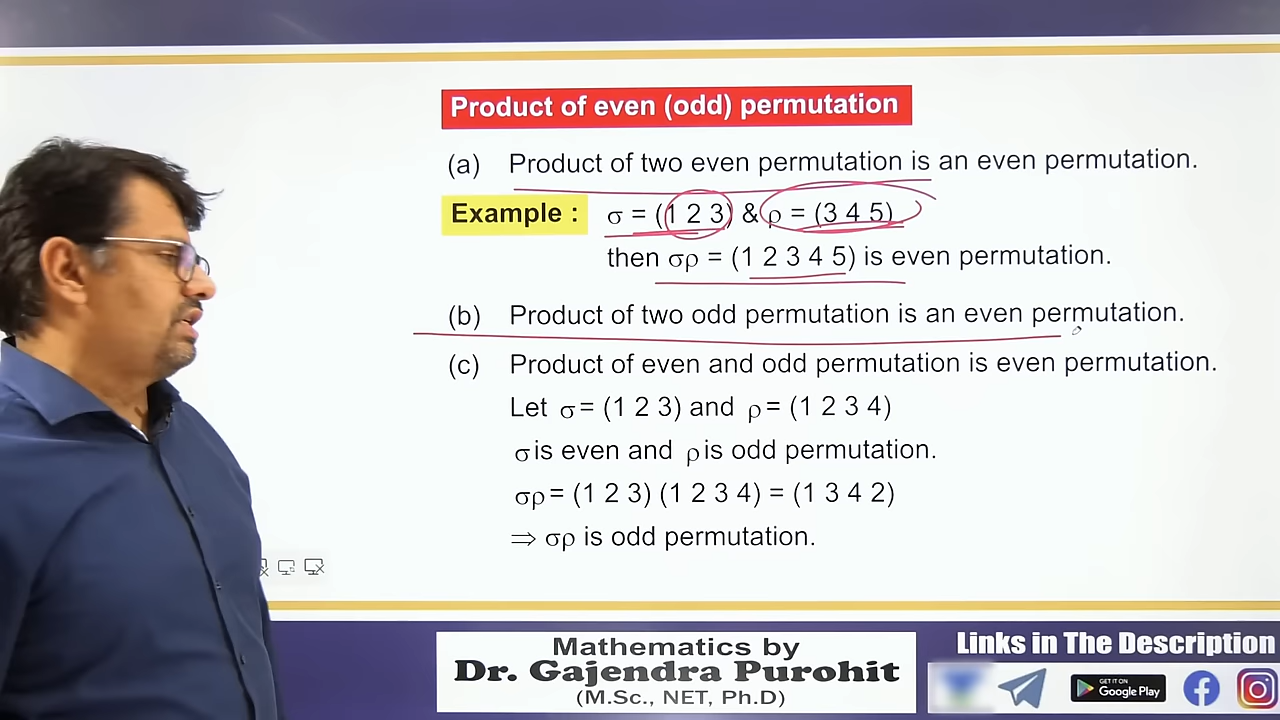 Product of even (odd) permutation
(a) Product of two even permutation is an even permutation.
Example : σ = (1 2 3) & ρ = (3 4 5)
then σρ = (1 2 3 4 5) is even permutation.
(b) Product of two odd permutation is an even permutation.
(c) Product of even and odd permutation is even permutation.
Let σ = (1 2 3) and ρ = (1 2 3 4)
σ is even and ρ is odd permutation.
σρ = (1 2 3) (1 2 3 4) = (1 3 4 2)
⇒ σρ is odd permutation.
Mathematics by
Dr. Gajendra Purohit
(M.Sc., NET, Ph.D)
Links in The Description
GET IT ON
Google Play